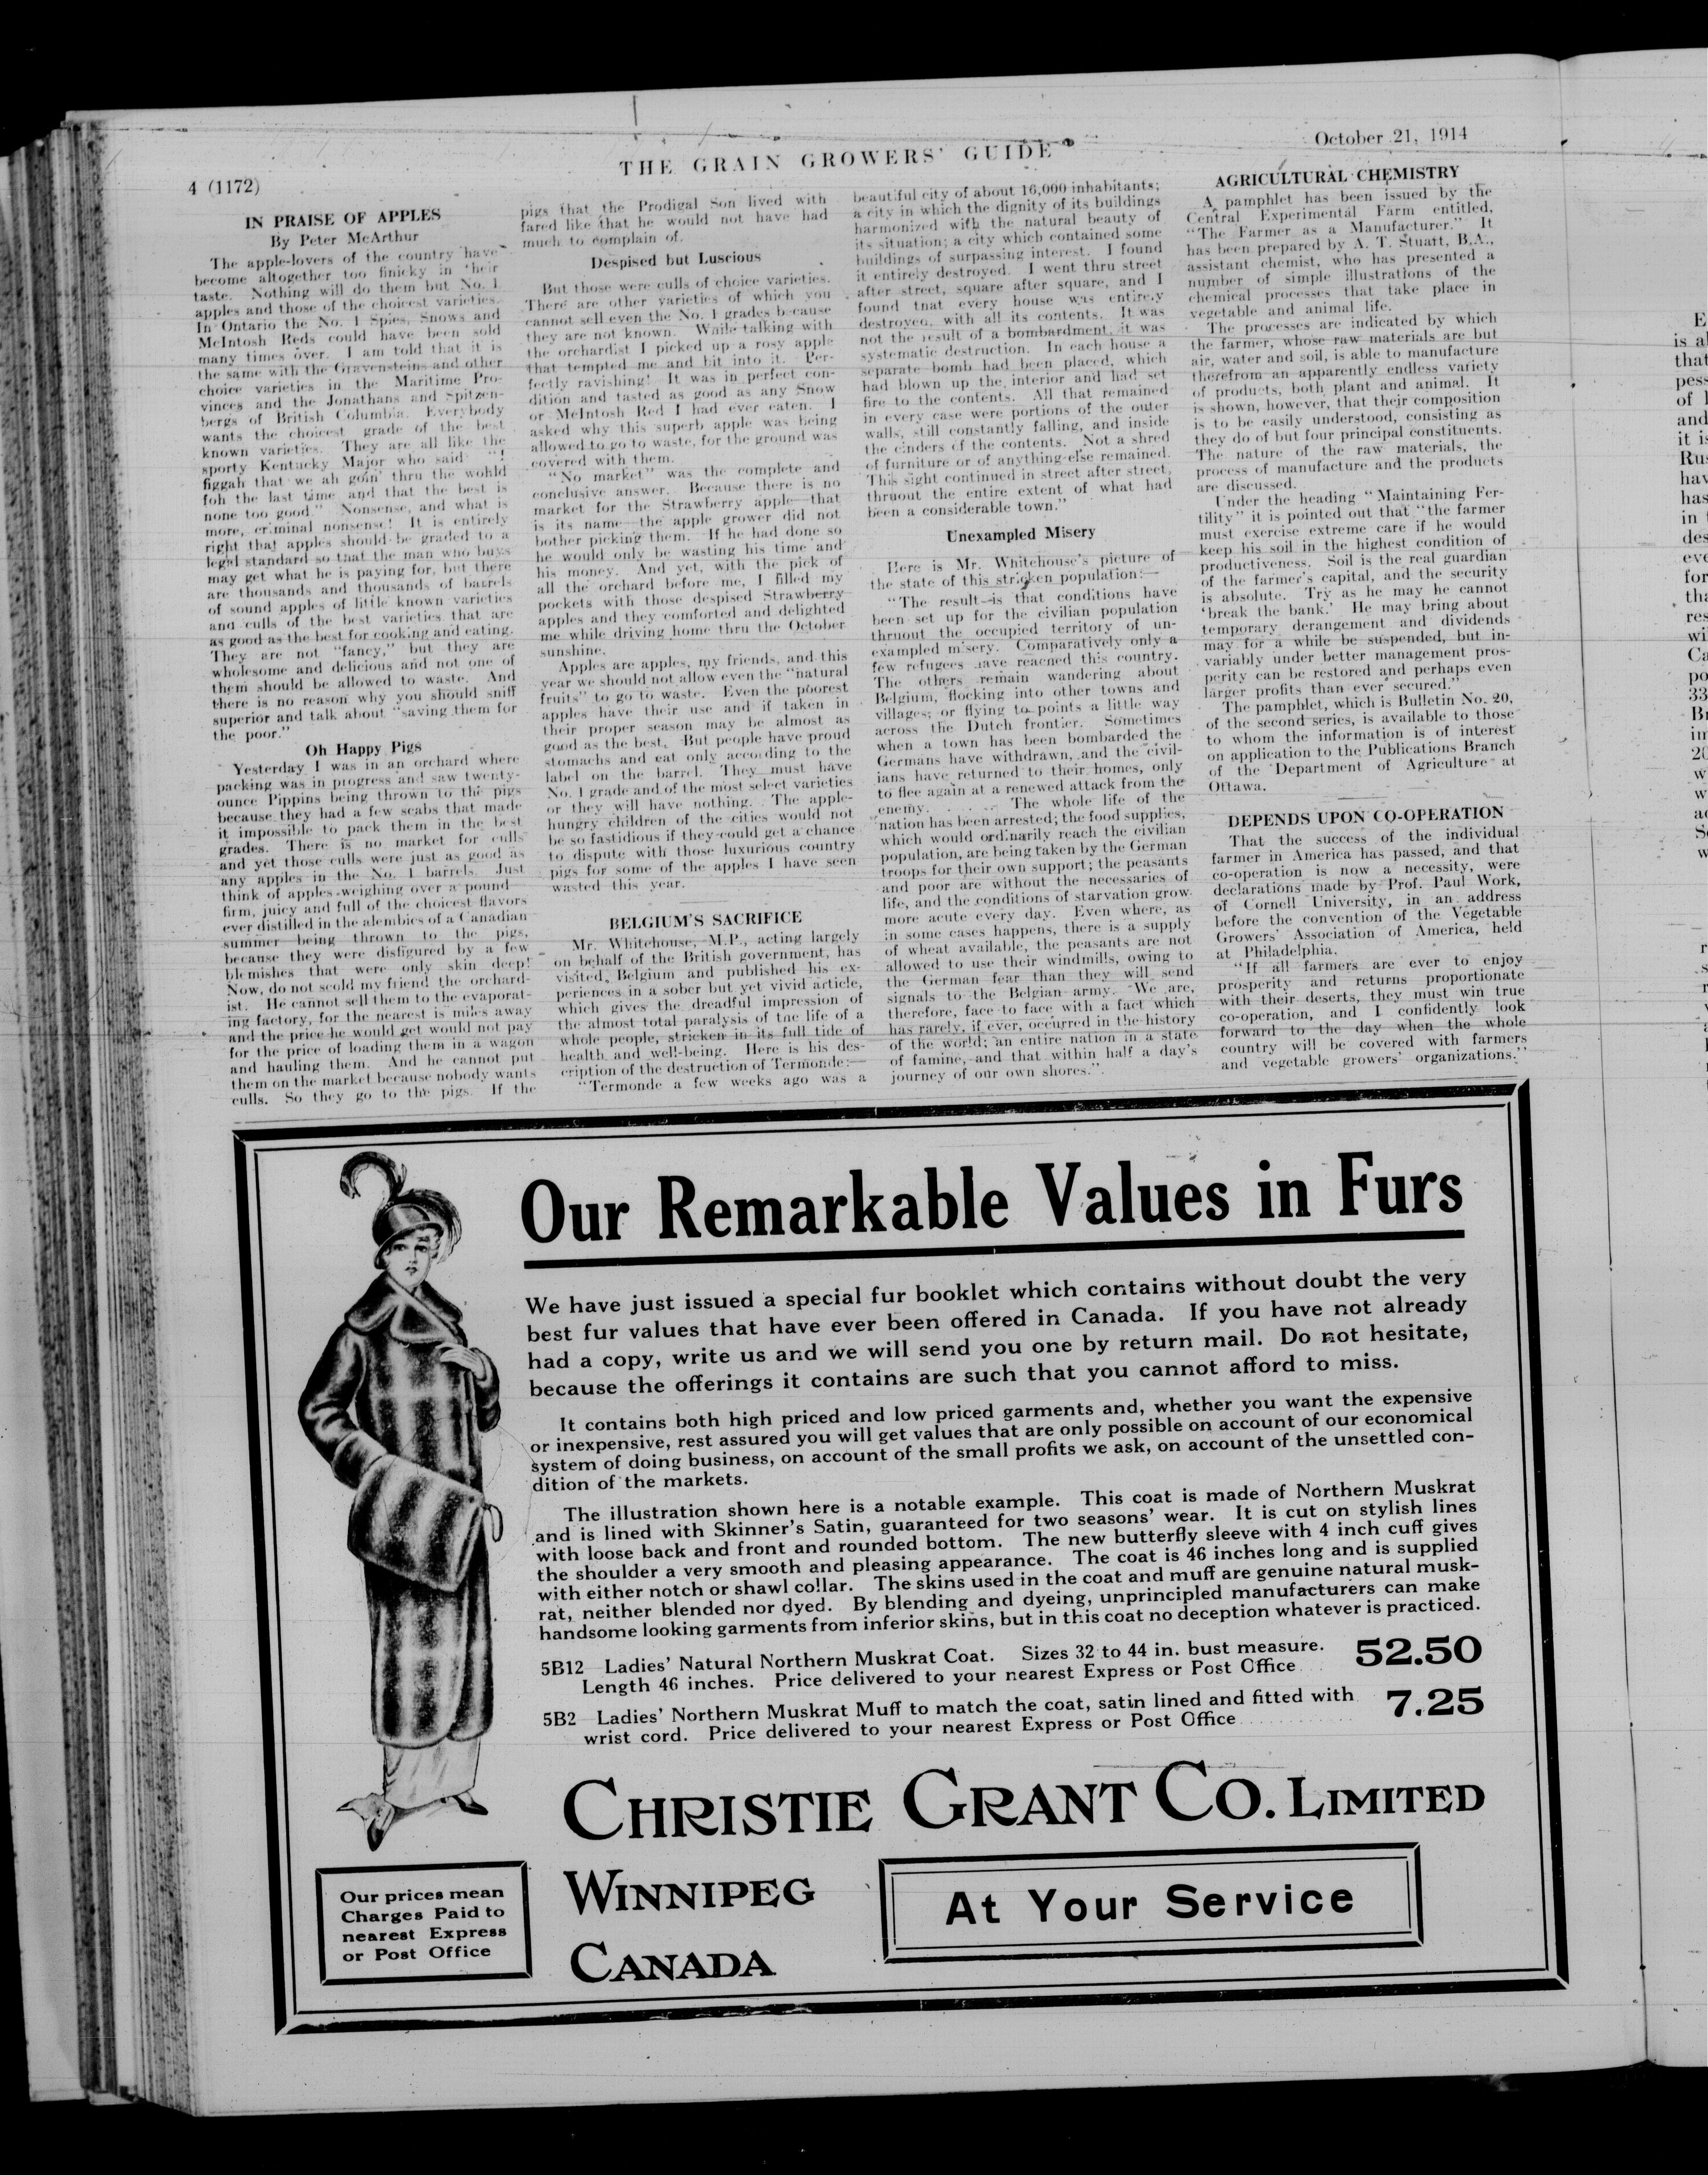 October 21, 1914
THE GRAIN GROWERS' GUIDE
4 (1172)
IN PRAISE OF APPLES
By Peter McArthur
The apple-lovers of the country have
become altogether too finicky in their
taste. Nothing will do them but No. 1
apples and those of the choicest varieties.
In Ontario the No. 1 Spies, Snows and
McIntosh Reds could have been sold
many times over. I am told that it is
the same with the Gravensteins and other
choice varieties in the Maritime Pro-
vinces and the Jonathans and Spitzen-
bergs of British Columbia. Everybody
wants the choicest grade of the best
known varieties. They are all like the
sporty Kentucky Major who said "I
figgah that we ah goin' thru the wohld
foh the last time and that the best is
none too good." Nonsense, and what is
more, criminal nonsense! It is entirely
right that apples should be graded to a
legal standard so that the man who buys
may get what he is paying for, but there
are thousands and thousands of barrels
of sound apples of little known varieties
and culls of the best varieties that are
as good as the best for cooking and eating.
They are not "fancy," but they are
wholesome and delicious and not one of
them should be allowed to waste. And
there is no reason why you should sniff
superior and talk about "saving them for
the poor."
Oh Happy Pigs
Yesterday I was in an orchard where
packing was in progress and saw twenty-
ounce Pippins being thrown to the pigs
because they had a few scabs that made
it impossible to pack them in the best
grades. There is no market for culls
and yet those culls were just as good as
any apples in the No. 1 barrels. Just
think of apples weighing over a pound
firm, juicy and full of the choicest flavors
ever distilled in the alembics of a Canadian
summer being thrown to the pigs,
because they were disfigured by a few
blemishes that were only skin deep!
Now, do not scold my friend the orchard-
ist. He cannot sell them to the evaporat-
ing factory, for the nearest is miles away
and the price he would get would not pay
for the price of loading them in a wagon
and hauling them. And he cannot put
them on the market because nobody wants
culls. So they go to the pigs. If the
pigs that the Prodigal Son lived with
fared like that he would not have had
much to complain of.
Despised but Luscious
But those were culls of choice varieties.
There are other varieties of which you
cannot sell even the No. 1 grades because
they are not known. While talking with
the orchardist I picked up a rosy apple
that tempted me and bit into it. Per-
fectly ravishing! It was in perfect con-
dition and tasted as good as any Snow
or McIntosh Red I had ever eaten. I
asked why this superb apple was being
allowed to go to waste, for the ground was
covered with them.
"No market" was the complete and
conclusive answer. Because there is no
market for the Strawberry apple—that
is its name—the apple grower did not
bother picking them. If he had done so
he would only be wasting his time and
his money. And yet, with the pick of
all the orchard before me, I filled my
pockets with those despised Strawberry
apples and they comforted and delighted
me while driving home thru the October
sunshine.
Apples are apples, my friends, and this
year we should not allow even the "natural
fruits" to go to waste. Even the poorest
apples have their use and if taken in
their proper season may be almost as
good as the best. But people have proud
stomachs and eat only according to the
label on the barrel. They must have
No. 1 grade and of the most select varieties
or they will have nothing. The apple-
hungry children of the cities would not
be so fastidious if they could get a chance
to dispute with those luxurious country
pigs for some of the apples I have seen
wasted this year.
BELGIUM'S SACRIFICE
Mr. Whitehouse, M.P., acting largely
on behalf of the British government, has
visited Belgium and published his ex-
periences in a sober but yet vivid article,
which gives the dreadful impression of
the almost total paralysis of the life of a
whole people, stricken in its full tide of
health and well-being. Here is his des-
cription of the destruction of Termonde:—
"Termonde a few weeks ago was a
beautiful city of about 16,000 inhabitants;
a city in which the dignity of its buildings
harmonized with the natural beauty of
its situation; a city which contained some
buildings of surpassing interest. I found
it entirely destroyed. I went thru street
after street, square after square, and I
found that every house was entirely
destroyed, with all its contents. It was
not the result of a bombardment, it was
systematic destruction. In each house a
separate bomb had been placed, which
had blown up the interior and had set
fire to the contents. All that remained
in every case were portions of the outer
walls, still constantly falling, and inside
the cinders of the contents. Not a shred
of furniture or of anything else remained.
This sight continued in street after street,
thruout the entire extent of what had
been a considerable town."
Unexampled Misery
Here is Mr. Whitehouse's picture of
the state of this stricken population:—
"The result is that conditions have
been set up for the civilian population
thruout the occupied territory of un-
exampled misery. Comparatively only a
few refugees have reached this country.
The others remain wandering about
Belgium, flocking into other towns and
villages, or flying to points a little way
across the Dutch frontier. Sometimes
when a town has been bombarded the
Germans have withdrawn, and the civil-
ians have returned to their homes, only
to flee again at a renewed attack from the
enemy. . . . . The whole life of the
nation has been arrested; the food supplies,
which would ordinarily reach the civilian
population, are being taken by the German
troops for their own support; the peasants
and poor are without the necessaries of
life, and the conditions of starvation grow
more acute every day. Even where, as
in some cases happens, there is a supply
of wheat available, the peasants are not
allowed to use their windmills, owing to
the German fear than they will send
signals to the Belgian army. We are,
therefore, face to face with a fact which
has rarely, if ever, occurred in the history
of the world; an entire nation in a state
of famine, and that within half a day's
journey of our own shores."
AGRICULTURAL CHEMISTRY
A pamphlet has been issued by the
Central Experimental Farm entitled,
"The Farmer as a Manufacturer." It
has been prepared by A. T. Stuart, B.A.,
assistant chemist, who has presented a
number of simple illustrations of the
chemical processes that take place in
vegetable and animal life.
The processes are indicated by which
the farmer, whose raw materials are but
air, water and soil, is able to manufacture
therefrom an apparently endless variety
of products, both plant and animal. It
is shown, however, that their composition
is to be easily understood, consisting as
they do of but four principal constituents.
The nature of the raw materials, the
process of manufacture and the products
are discussed.
Under the heading "Maintaining Fer-
tility" it is pointed out that "the farmer
must exercise extreme care if he would
keep his soil in the highest condition of
productiveness. Soil is the real guardian
of the farmer's capital, and the security
is absolute. Try as he may he cannot
'break the bank.' He may bring about
temporary derangement and dividends
may for a while be suspended, but in-
variably under better management pros-
perity can be restored and perhaps even
larger profits than ever secured."
The pamphlet, which is Bulletin No. 20,
of the second series, is available to those
to whom the information is of interest
on application to the Publications Branch
of the Department of Agriculture at
Ottawa.
DEPENDS UPON CO-OPERATION
That the success of the individual
farmer in America has passed, and that
co-operation is now a necessity, were
declarations made by Prof. Paul Work,
of Cornell University, in an address
before the convention of the Vegetable
Growers' Association of America, held
at Philadelphia.
"If all farmers are ever to enjoy
prosperity and returns proportionate
with their deserts, they must win true
co-operation, and I confidently look
forward to the day when the whole
country will be covered with farmers
and vegetable growers' organizations."
Our Remarkable Values in Furs
We have just issued a special fur booklet which contains without doubt the very
best fur values that have ever been offered in Canada. If you have not already
had a copy, write us and we will send you one by return mail. Do not hesitate,
because the offerings it contains are such that you cannot afford to miss.
It contains both high priced and low priced garments and, whether you want the expensive
or inexpensive, rest assured you will get values that are only possible on account of our economical
system of doing business, on account of the small profits we ask, on account of the unsettled con-
dition of the markets.
The illustration shown here is a notable example. This coat is made of Northern Muskrat
and is lined with Skinner's Satin, guaranteed for two seasons' wear. It is cut on stylish lines
with loose back and front and rounded bottom. The new butterfly sleeve with 4 inch cuff gives
the shoulder a very smooth and pleasing appearance. The coat is 46 inches long and is supplied
with either notch or shawl collar. The skins used in the coat and muff are genuine natural musk-
rat, neither blended nor dyed. By blending and dyeing, unprincipled manufacturers can make
handsome looking garments from inferior skins, but in this coat no deception whatever is practiced.
5B12 Ladies' Natural Northern Muskrat Coat. Sizes 32 to 44 in. bust measure.
Length 46 inches. Price delivered to your nearest Express or Post Office . . . 52.50
5B2 Ladies' Northern Muskrat Muff to match the coat, satin lined and fitted with
wrist cord. Price delivered to your nearest Express or Post Office . . . . . . . . . . . . 7.25
CHRISTIE GRANT CO. LIMITED
WINNIPEG
CANADA
At Your Service
Our prices mean
Charges Paid to
nearest Express
or Post Office